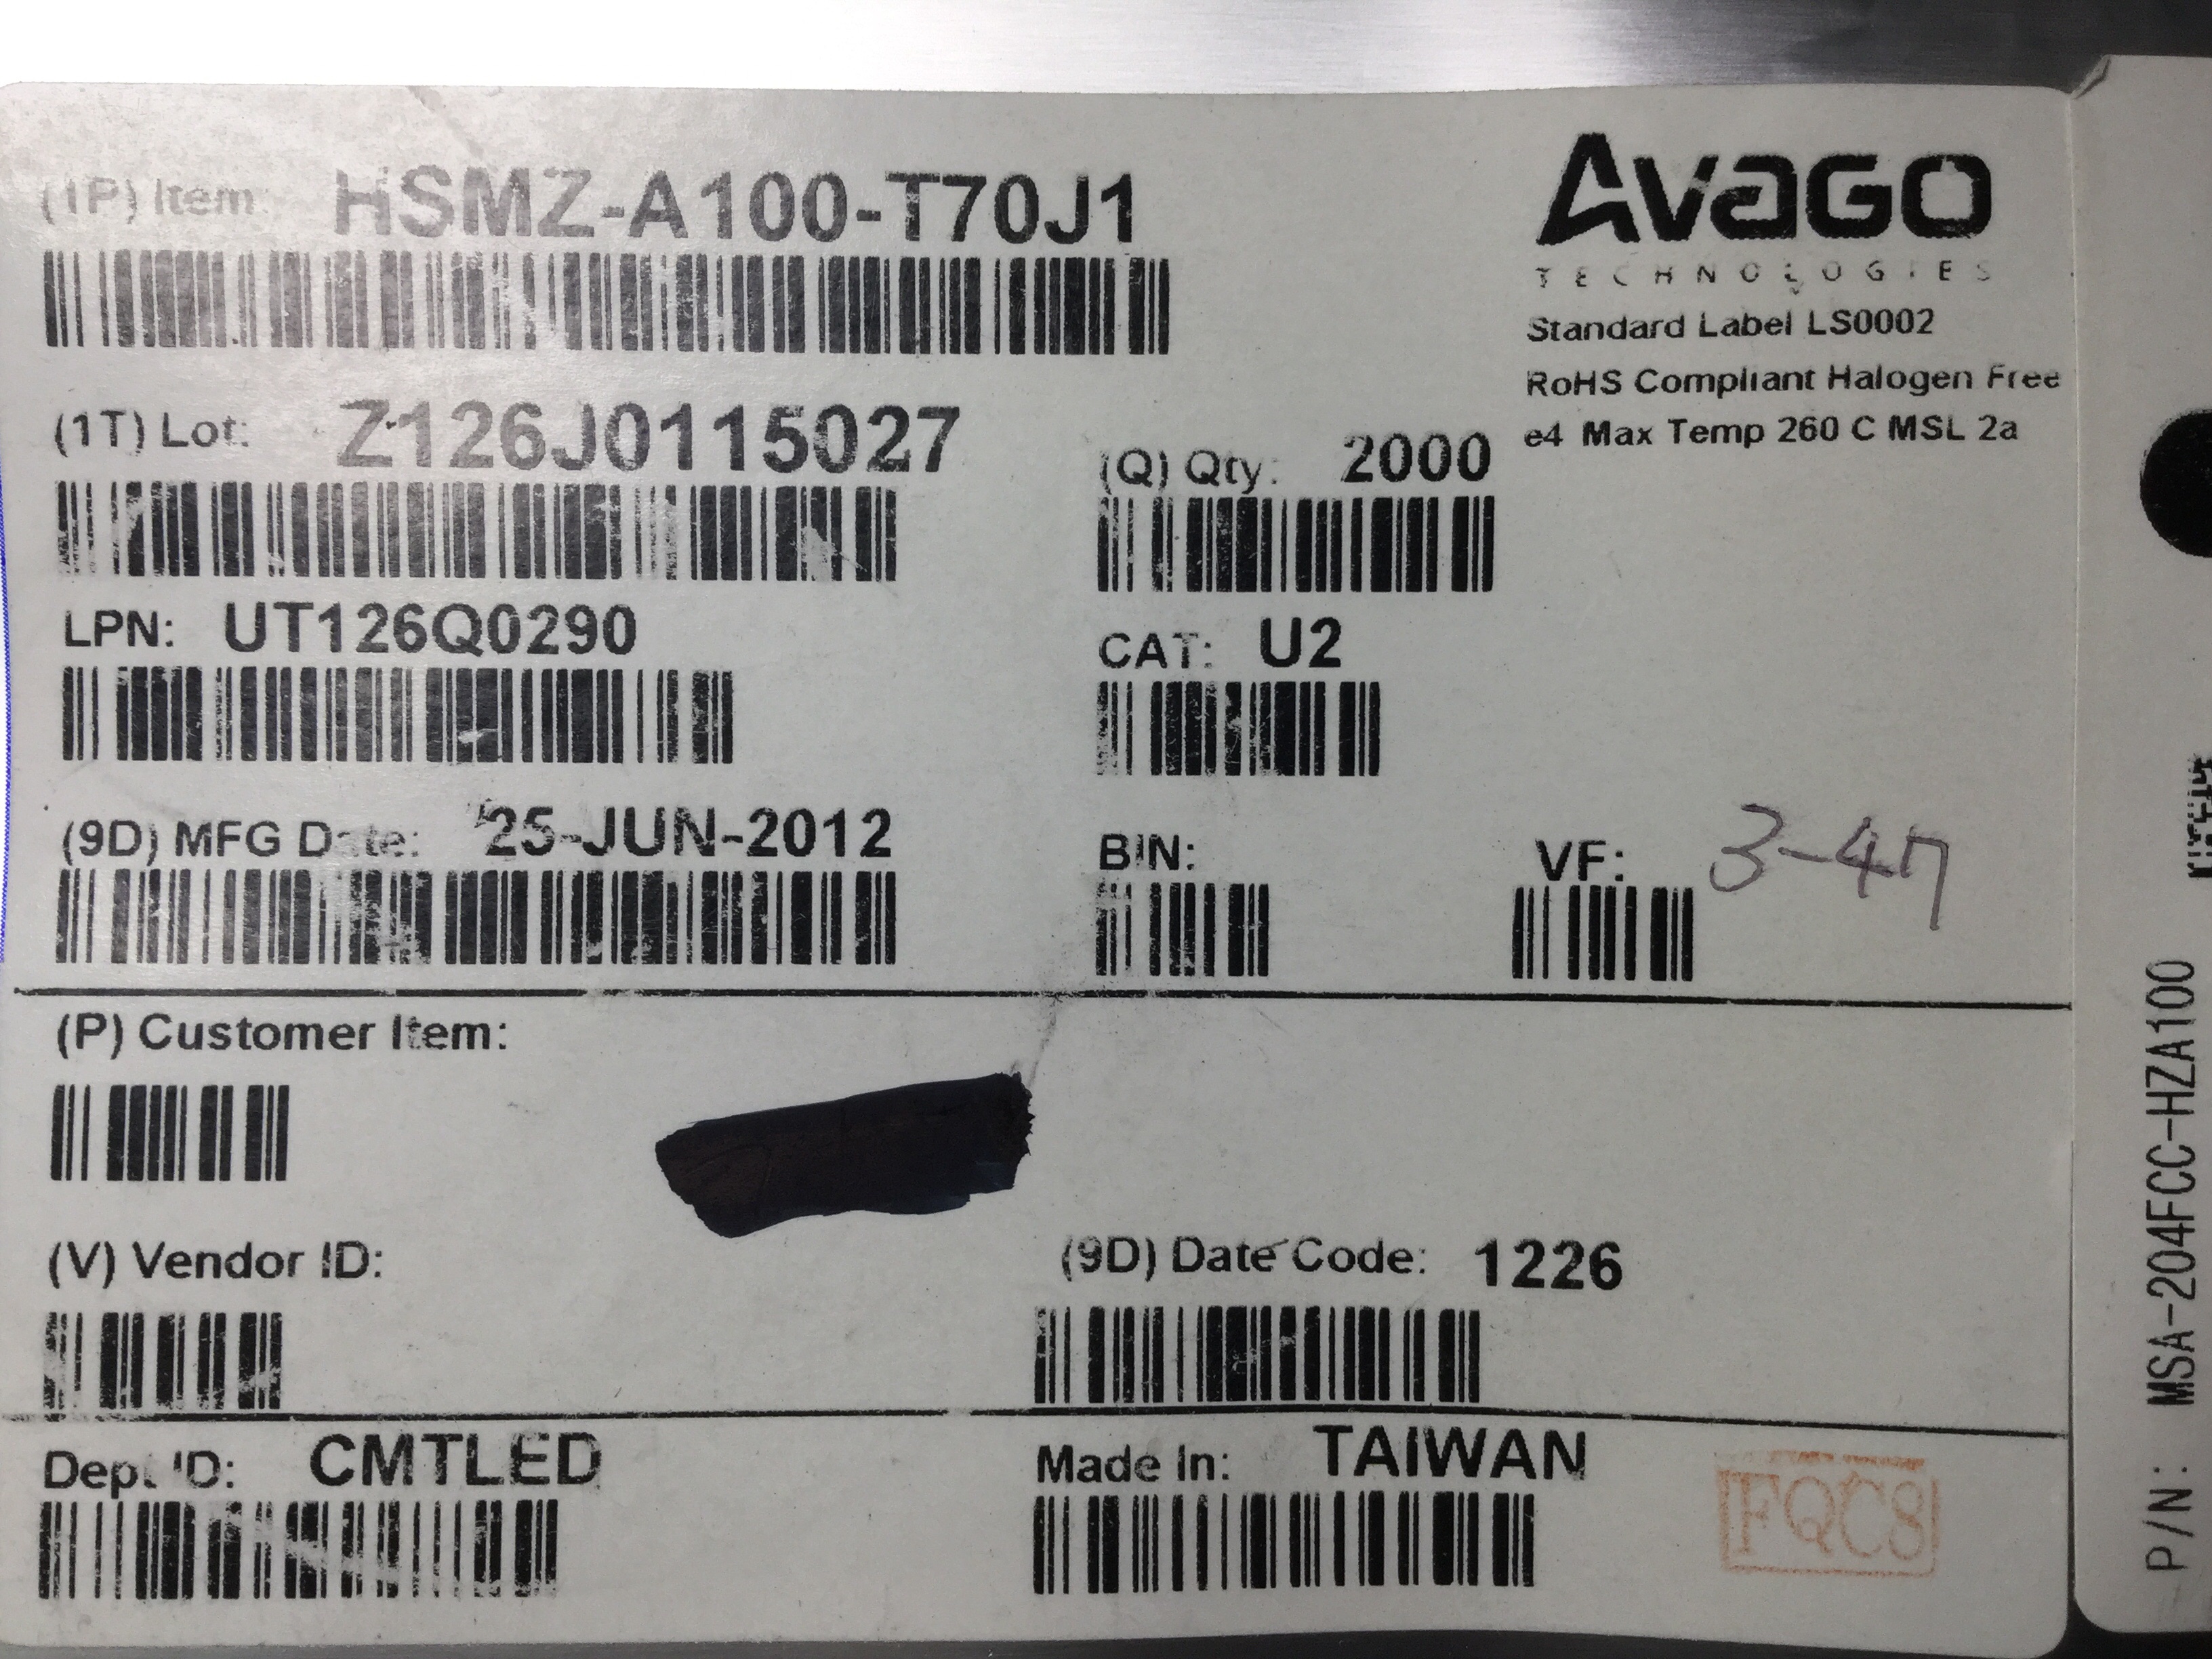 (1P) Item: HSMZ-A100-T70J1
AVAGO
TECHNOLOGIES
Standard Label LS0002
RoHS Compliant Halogen Free
e4 Max Temp 260 C MSL 2a
(1T) Lot: Z126J0115027
(Q) Qty: 2000
LPN: UT126Q0290
CAT: U2
(9D) MFG Date: 25-JUN-2012
BIN:
VF:
(P) Customer Item:
(V) Vendor ID:
(9D) Date Code: 1226
Dept ID: CMTLED
Made In: TAIWAN
FQC8
P/N: MSA-204FCC-HZA100